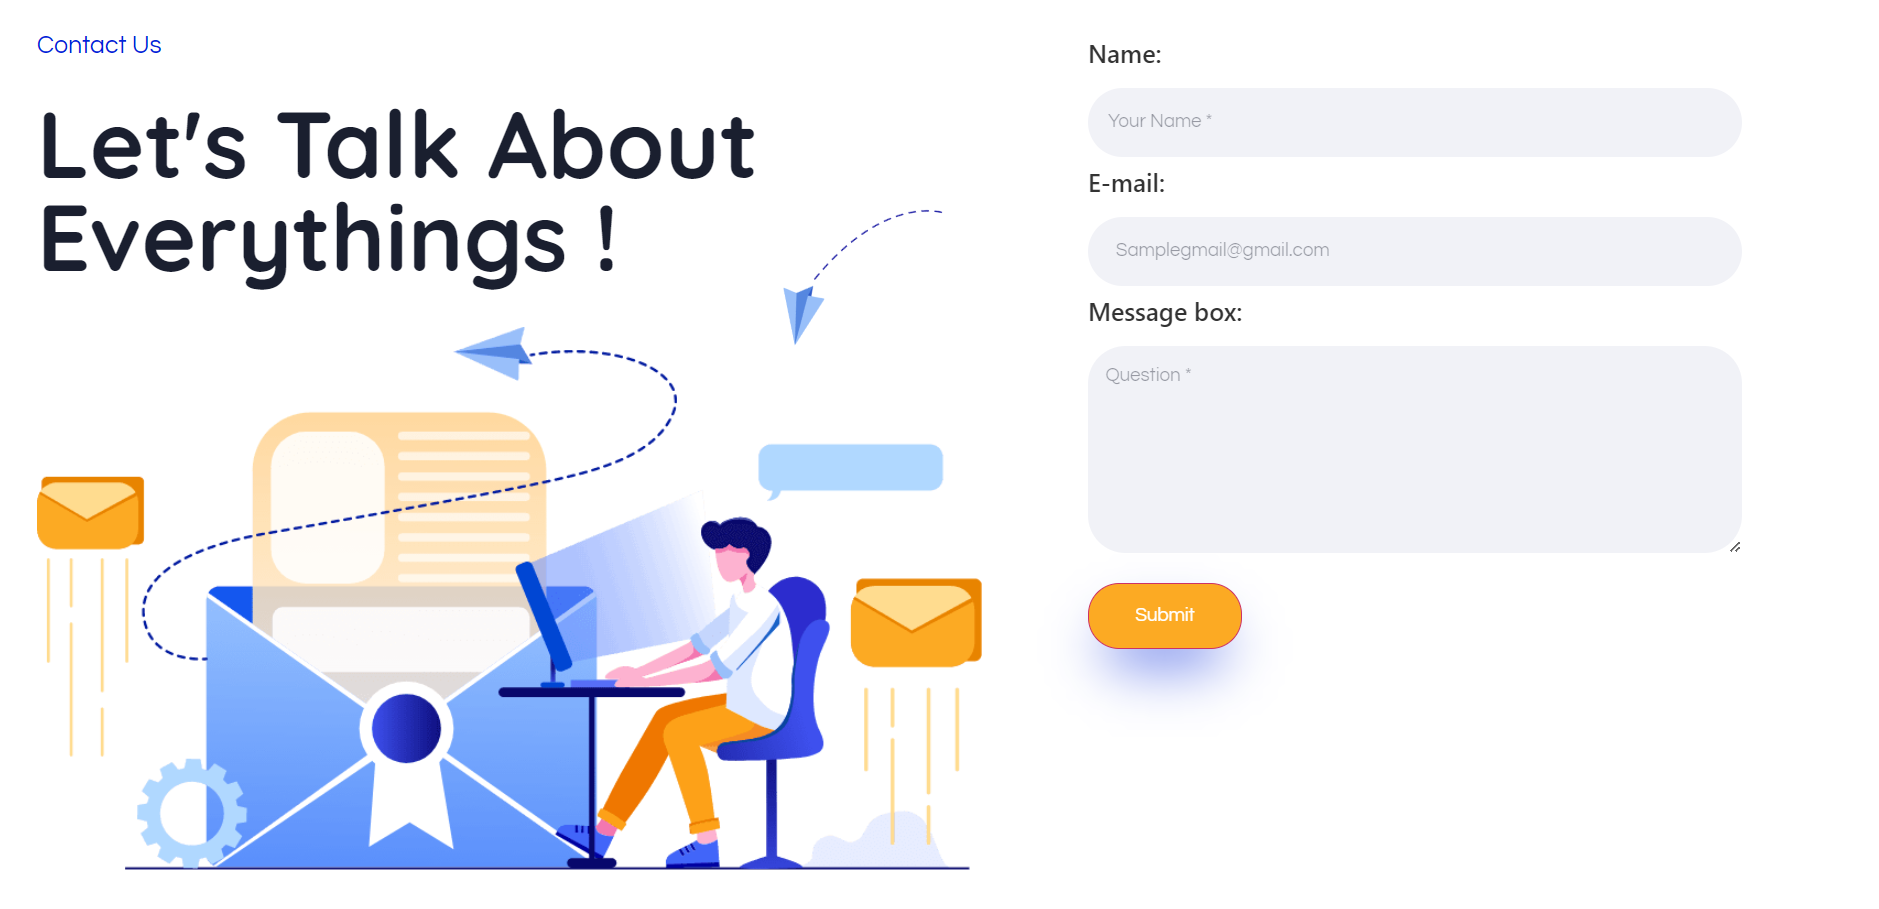 Contact Us
Let's Talk About
Everythings !
Name:
Your Name *
E-mail:
Samplegmail@gmail.com
Message box:
Question *
Submit